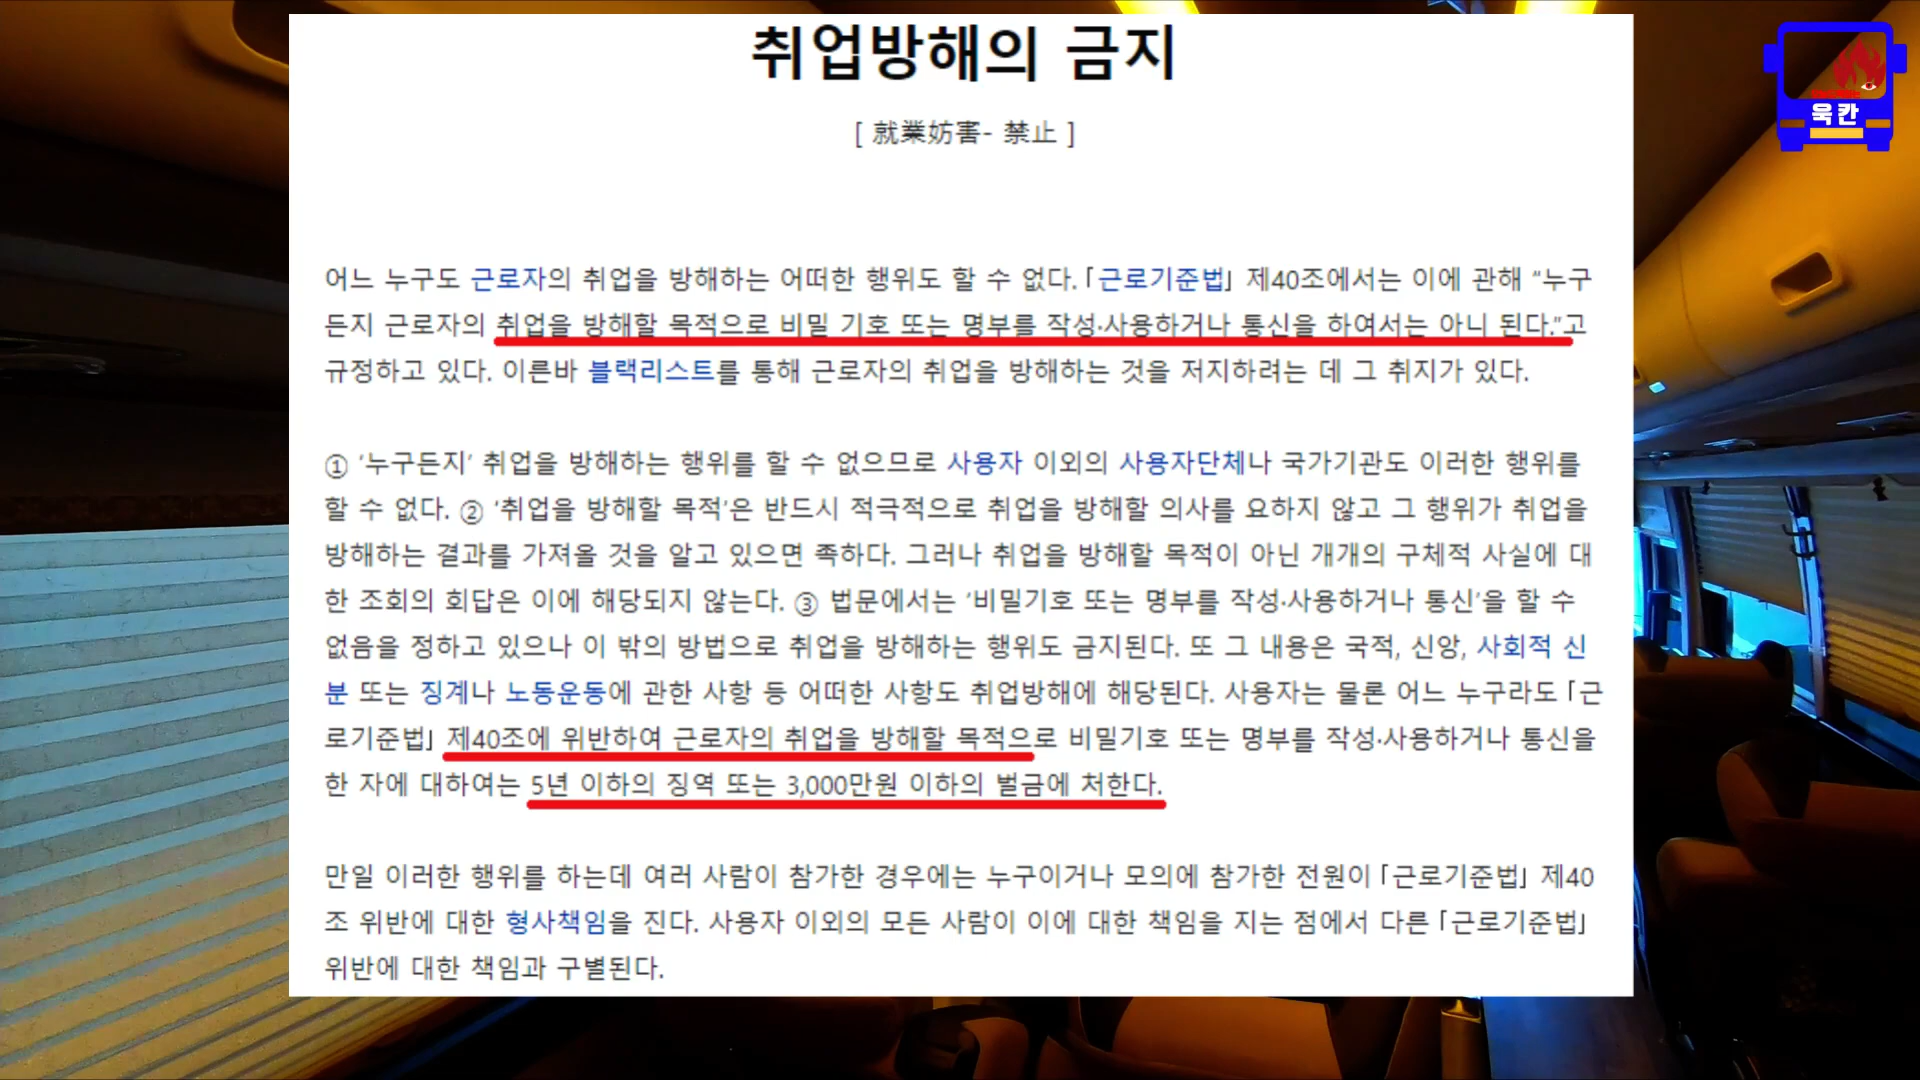 취업방해의 금지
[ 就業妨害- 禁止 ]
욱칸
어느 누구도 근로자의 취업을 방해하는 어떠한 행위도 할 수 없다.「근로기준법」 제40조에서는 이에 관해 “누구
든지 근로자의 취업을 방해할 목적으로 비밀 기호 또는 명부를 작성·사용하거나 통신을 하여서는 아니 된다.”고
규정하고 있다. 이른바 블랙리스트를 통해 근로자의 취업을 방해하는 것을 저지하려는 데 그 취지가 있다.
① ‘누구든지’ 취업을 방해하는 행위를 할 수 없으므로 사용자 이외의 사용자단체나 국가기관도 이러한 행위를
할 수 없다. ② ‘취업을 방해할 목적’은 반드시 적극적으로 취업을 방해할 의사를 요하지 않고 그 행위가 취업을
방해하는 결과를 가져올 것을 알고 있으면 족하다. 그러나 취업을 방해할 목적이 아닌 개개의 구체적 사실에 대
한 조회의 회답은 이에 해당되지 않는다. ③ 법문에서는 ‘비밀기호 또는 명부를 작성·사용하거나 통신’을 할 수
없음을 정하고 있으나 이 밖의 방법으로 취업을 방해하는 행위도 금지된다. 또 그 내용은 국적, 신앙, 사회적 신
분 또는 징계나 노동운동에 관한 사항 등 어떠한 사항도 취업방해에 해당된다. 사용자는 물론 어느 누구라도「근
로기준법」 제40조에 위반하여 근로자의 취업을 방해할 목적으로 비밀기호 또는 명부를 작성·사용하거나 통신을
한 자에 대하여는 5년 이하의 징역 또는 3,000만원 이하의 벌금에 처한다.
만일 이러한 행위를 하는데 여러 사람이 참가한 경우에는 누구이거나 모의에 참가한 전원이「근로기준법」 제40
조 위반에 대한 형사책임을 진다. 사용자 이외의 모든 사람이 이에 대한 책임을 지는 점에서 다른「근로기준법」
위반에 대한 책임과 구별된다.